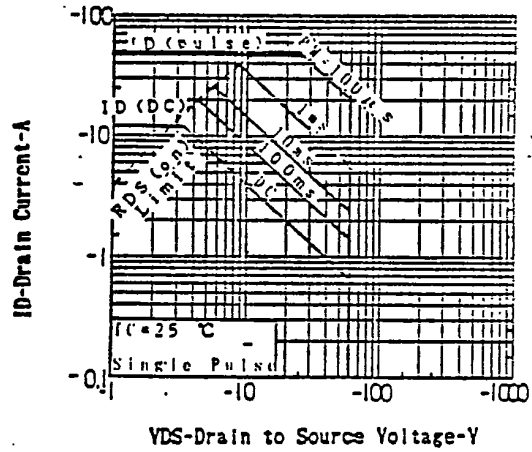 -100
ID (pulse)
PW=100μs
1ms
ID (DC)
-10
10ms
100ms
DC
RDS (on)
Limit
-1
TC=25 ℃
Single Pulse
-0.1
-1
-10
-100
-1000
ID-Drain Current-A
VDS-Drain to Source Voltage-V